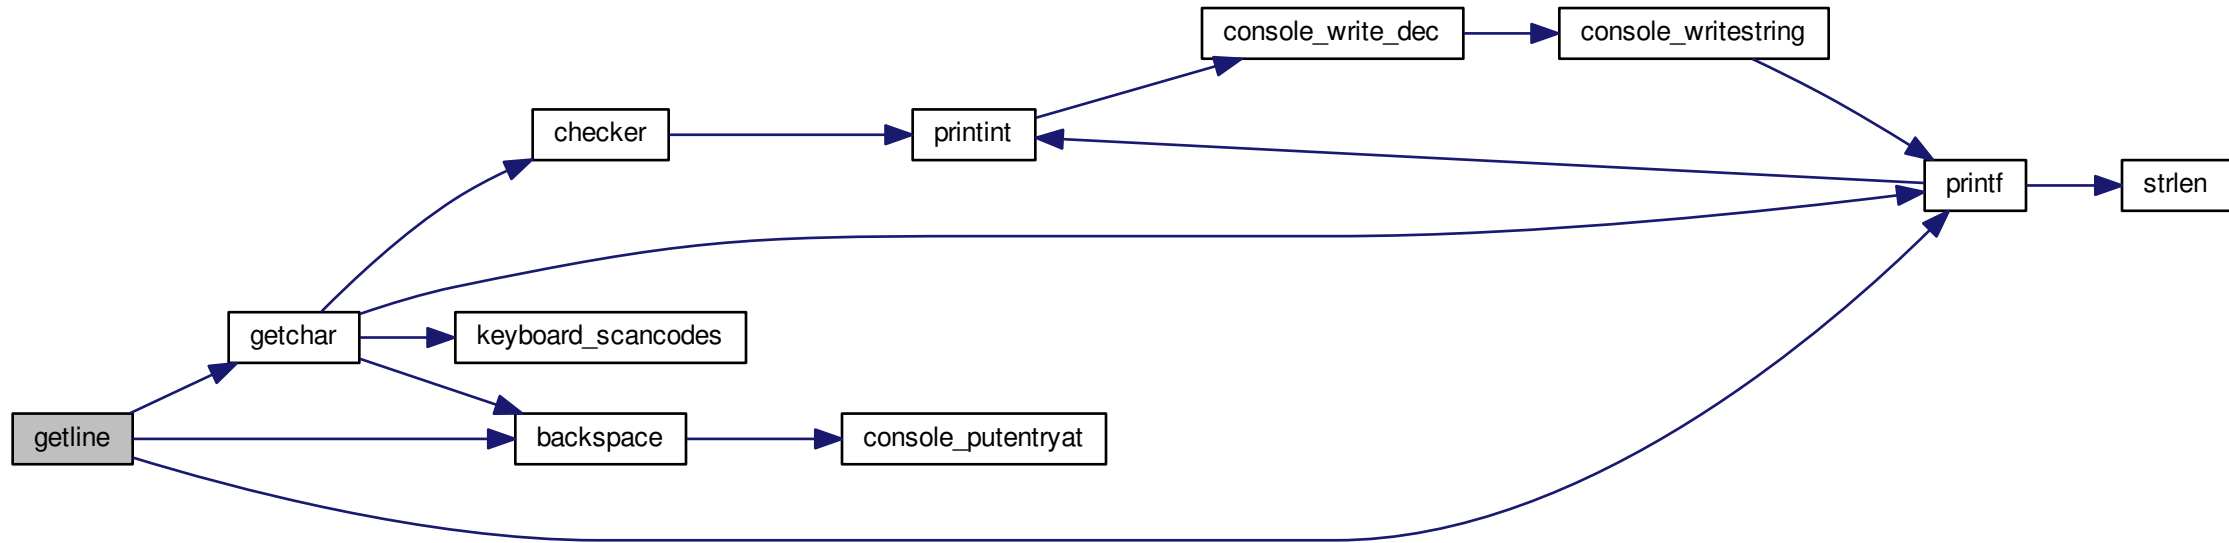 console_write_dec
console_writestring
checker
printint
printf
strlen
getchar
keyboard_scancodes
getline
backspace
console_putentryat